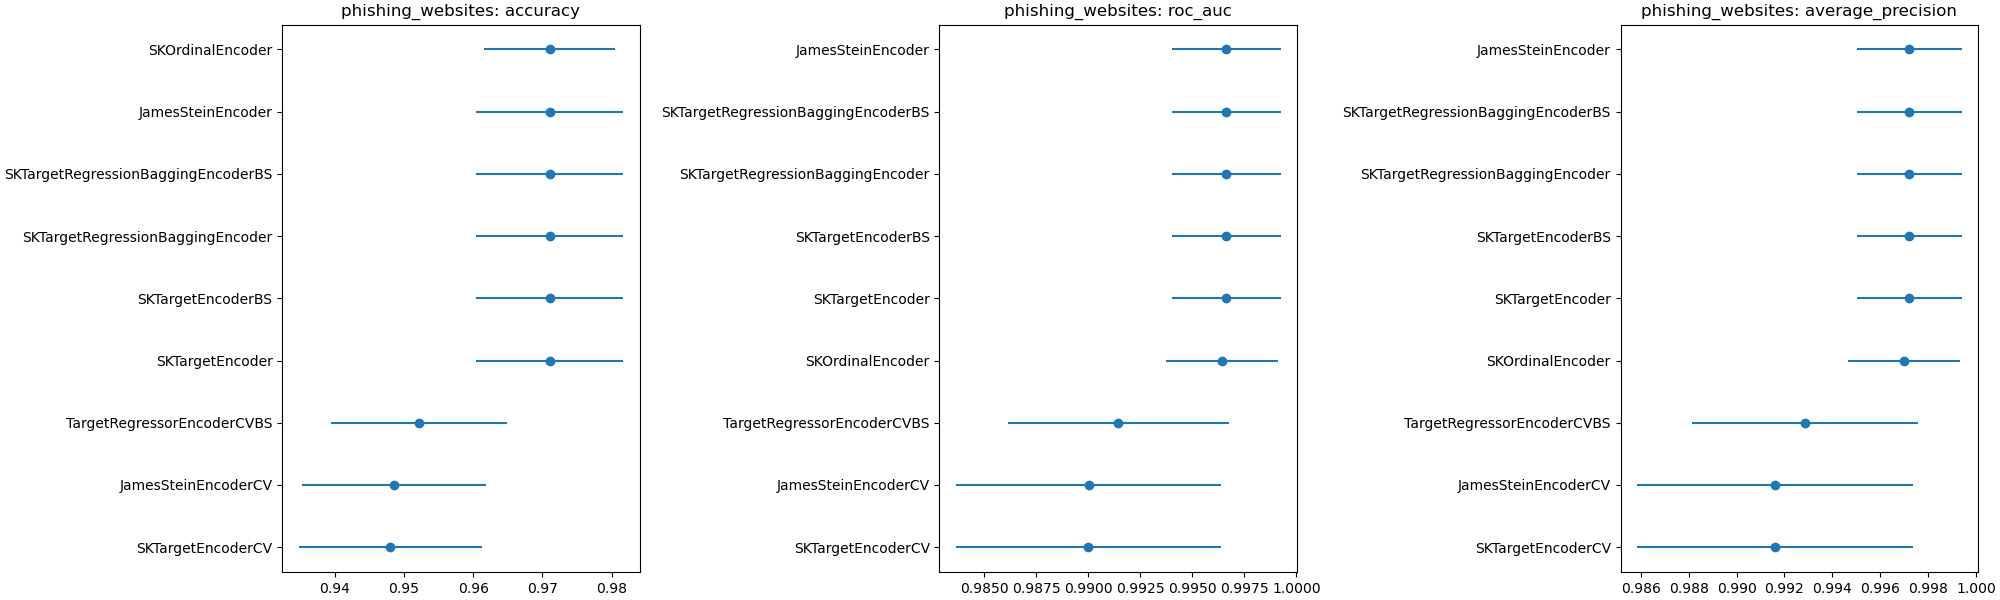 phishing_websites: accuracy
SKOrdinalEncoder
JamesSteinEncoder
SKTargetRegressionBaggingEncoderBS
SKTargetRegressionBaggingEncoder
SKTargetEncoderBS
SKTargetEncoder
TargetRegressorEncoderCVBS
JamesSteinEncoderCV
SKTargetEncoderCV
0.94 0.95 0.96 0.97 0.98
phishing_websites: roc_auc
JamesSteinEncoder
SKTargetRegressionBaggingEncoderBS
SKTargetRegressionBaggingEncoder
SKTargetEncoderBS
SKTargetEncoder
SKOrdinalEncoder
TargetRegressorEncoderCVBS
JamesSteinEncoderCV
SKTargetEncoderCV
0.9850 0.9875 0.9900 0.9925 0.9950 0.9975 1.0000
phishing_websites: average_precision
JamesSteinEncoder
SKTargetRegressionBaggingEncoderBS
SKTargetRegressionBaggingEncoder
SKTargetEncoderBS
SKTargetEncoder
SKOrdinalEncoder
TargetRegressorEncoderCVBS
JamesSteinEncoderCV
SKTargetEncoderCV
0.986 0.988 0.990 0.992 0.994 0.996 0.998 1.000